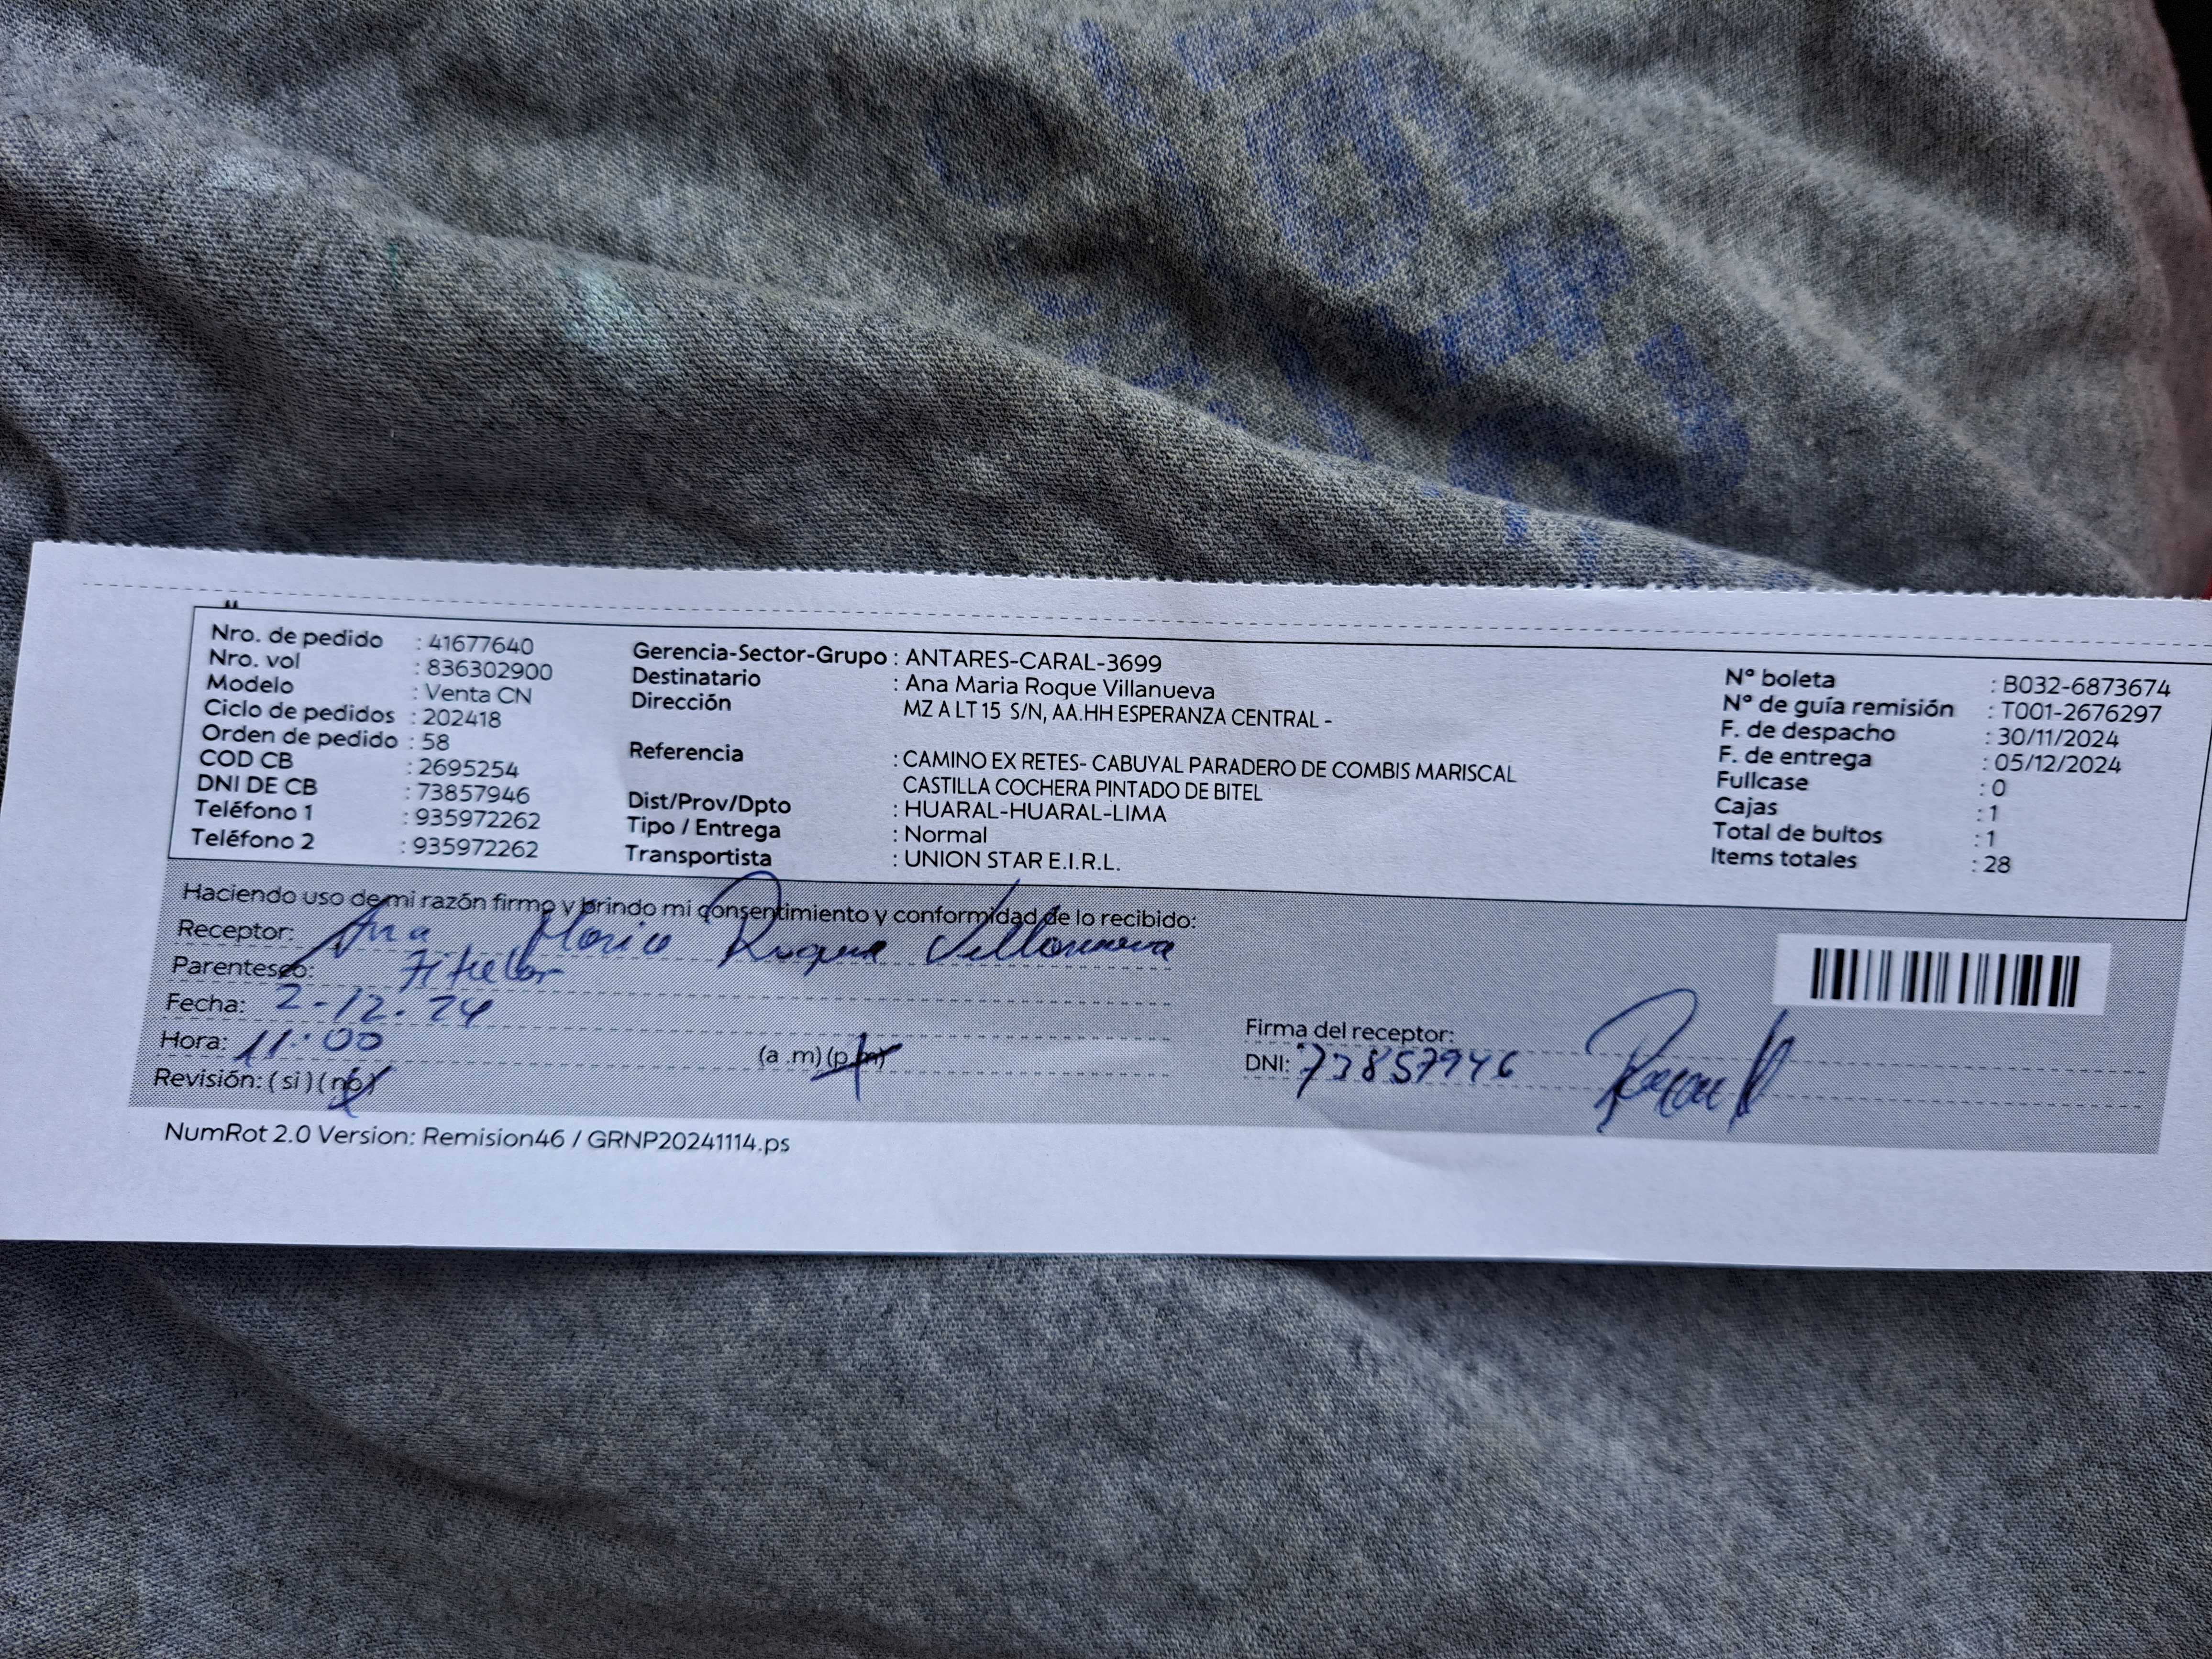 Nro. de pedido : 41677640
Nro. vol : 836302900
Modelo : Venta CN
Ciclo de pedidos : 202418
Orden de pedido : 58
COD CB : 2695254
DNI DE CB : 73857946
Teléfono 1 : 935972262
Teléfono 2 : 935972262
Gerencia-Sector-Grupo : ANTARES-CARAL-3699
Destinatario : Ana Maria Roque Villanueva
Dirección MZ A LT 15 S/N, AA.HH ESPERANZA CENTRAL -
Referencia : CAMINO EX RETES- CABUYAL PARADERO DE COMBIS MARISCAL
CASTILLA COCHERA PINTADO DE BITEL
Dist/Prov/Dpto : HUARAL-HUARAL-LIMA
Tipo / Entrega : Normal
Transportista : UNION STAR E.I.R.L.
N° boleta : B032-6873674
N° de guía remisión : T001-2676297
F. de despacho : 30/11/2024
F. de entrega : 05/12/2024
Fullcase : 0
Cajas : 1
Total de bultos : 1
Items totales : 28
Haciendo uso de mi razón firmo y brindo mi consentimiento y conformidad de lo recibido:
Receptor: Ana Maria Roque Villanueva
Parentesco: Titular
Fecha: 2-12.24
Hora: 11:00 (a .m) (p.m)
Revisión: ( si ) ( no )
Firma del receptor:
DNI: 73857946
NumRot 2.0 Version: Remision46 / GRNP20241114.ps